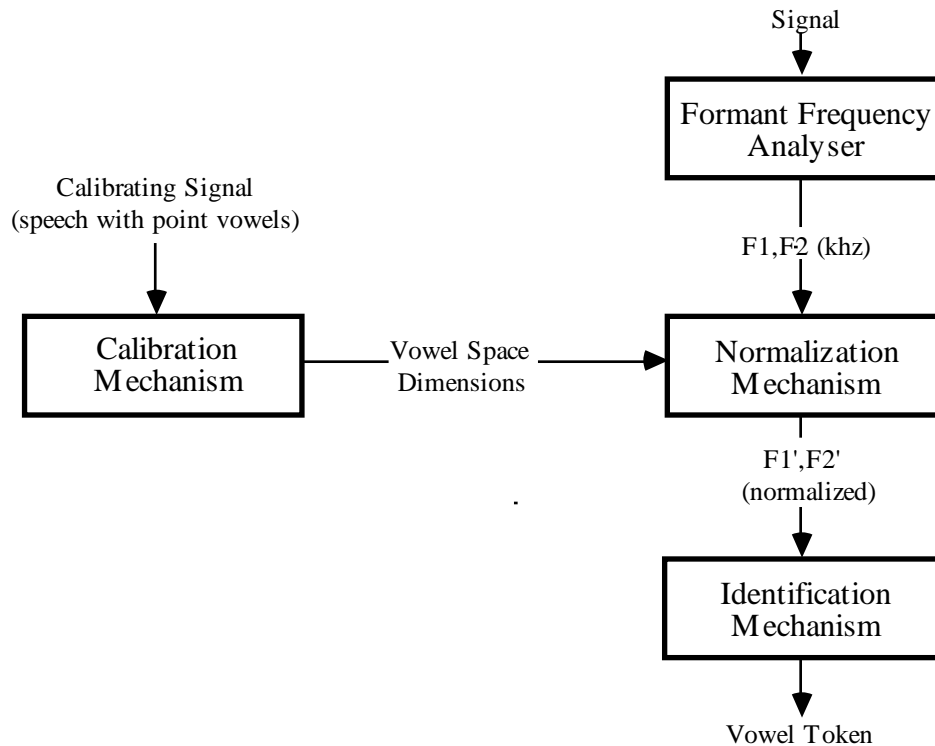 Signal
Formant Frequency
Analyser
Calibrating Signal
(speech with point vowels)
F1,F2 (khz)
Calibration
Mechanism
Vowel Space
Dimensions
Normalization
Mechanism
F1',F2'
(normalized)
Identification
Mechanism
Vowel Token